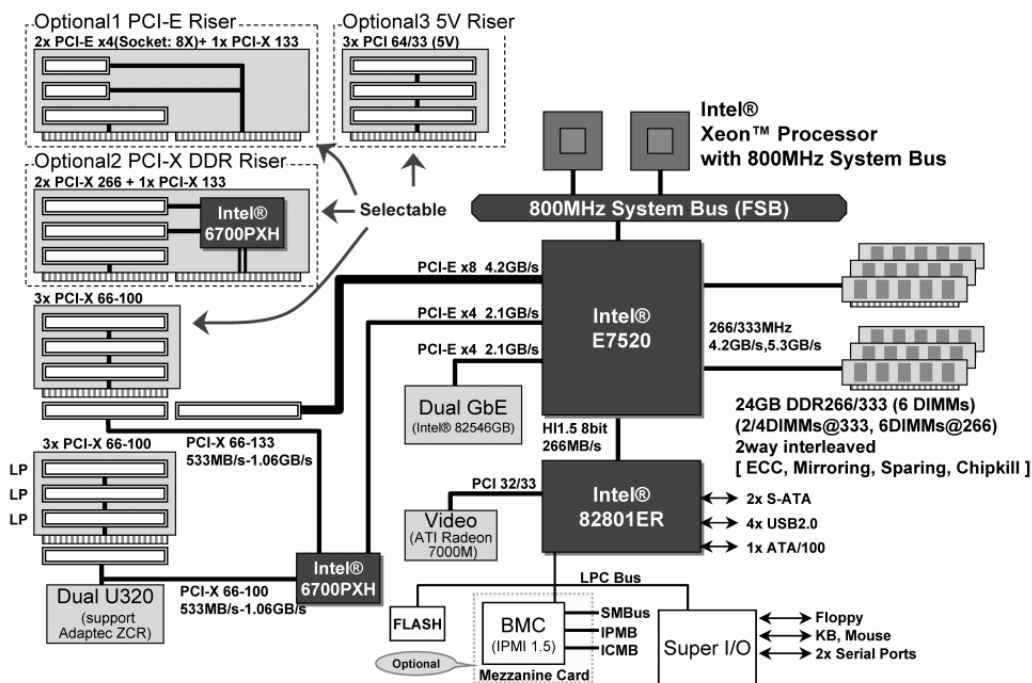 Optional1 PCI-E Riser
2x PCI-E x4(Socket: 8X)+ 1x PCI-X 133
Optional3 5V Riser
3x PCI 64/33 (5V)
Intel®
Xeon™ Processor
with 800MHz System Bus
Optional2 PCI-X DDR Riser
2x PCI-X 266 + 1x PCI-X 133
Intel®
6700PXH
Selectable
800MHz System Bus (FSB)
3x PCI-X 66-100
PCI-E x8 4.2GB/s
PCI-E x4 2.1GB/s
PCI-E x4 2.1GB/s
Intel®
E7520
266/333MHz
4.2GB/s,5.3GB/s
Dual GbE
(Intel® 82546GB)
24GB DDR266/333 (6 DIMMs)
(2/4DIMMs@333, 6DIMMs@266)
2way interleaved
[ ECC, Mirroring, Sparing, Chipkill ]
HI1.5 8bit
266MB/s
3x PCI-X 66-100
PCI-X 66-133
533MB/s-1.06GB/s
LP
LP
LP
PCI 32/33
Video
(ATI Radeon
7000M)
Intel®
82801ER
2x S-ATA
4x USB2.0
1x ATA/100
Intel®
6700PXH
Dual U320
(support
Adaptec ZCR)
PCI-X 66-100
533MB/s-1.06GB/s
LPC Bus
FLASH
BMC
(IPMI 1.5)
SMBus
IPMB
ICMB
Optional
Mezzanine Card
Super I/O
Floppy
KB, Mouse
2x Serial Ports